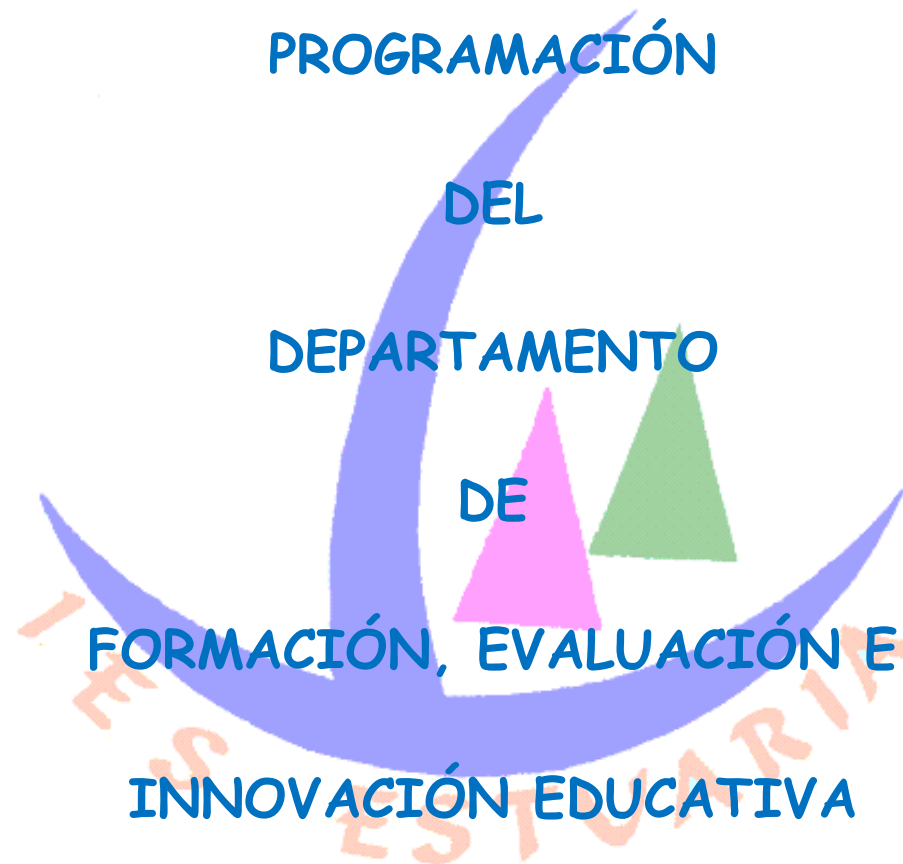 PROGRAMACIÓN
DEL
DEPARTAMENTO
DE
FORMACIÓN, EVALUACIÓN E
INNOVACIÓN EDUCATIVA
IES ESTUARIA